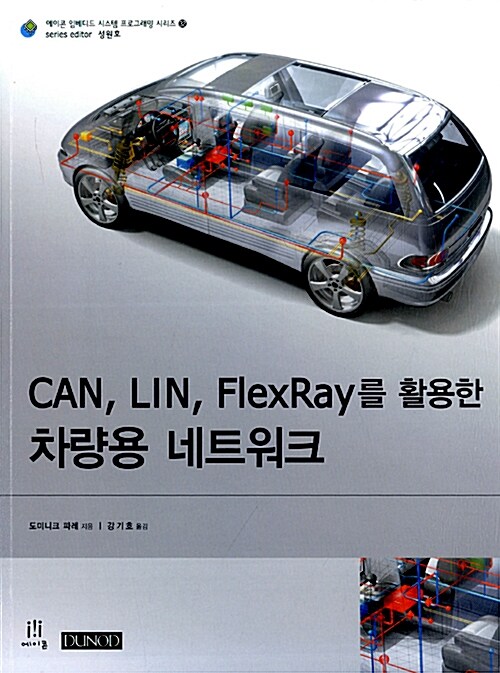 에이콘 임베디드 시스템 프로그래밍 시리즈
series editor 성원호
CAN, LIN, FlexRay를 활용한
차량용 네트워크
도미니크 파레 지음 | 김기호 옮김
에이콘
DUNOD